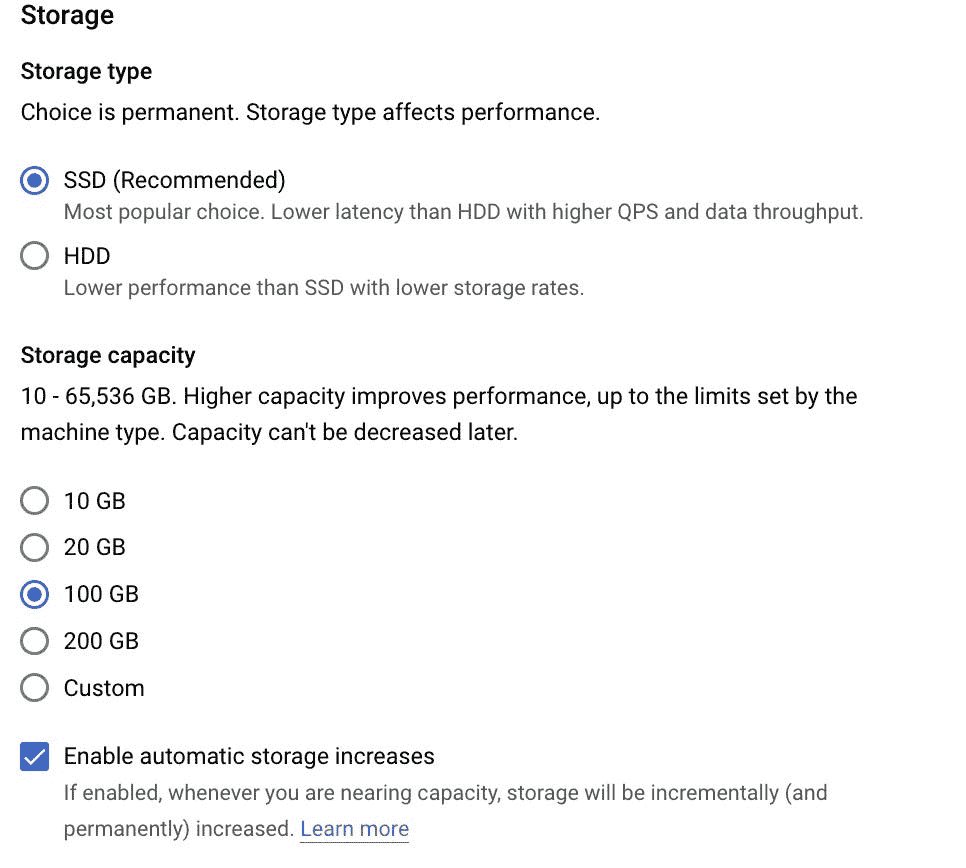 Storage
Storage type
Choice is permanent. Storage type affects performance.
SSD (Recommended)
Most popular choice. Lower latency than HDD with higher QPS and data throughput.
HDD
Lower performance than SSD with lower storage rates.
Storage capacity
10 - 65,536 GB. Higher capacity improves performance, up to the limits set by the
machine type. Capacity can't be decreased later.
10 GB
20 GB
100 GB
200 GB
Custom
Enable automatic storage increases
If enabled, whenever you are nearing capacity, storage will be incrementally (and
permanently) increased. Learn more